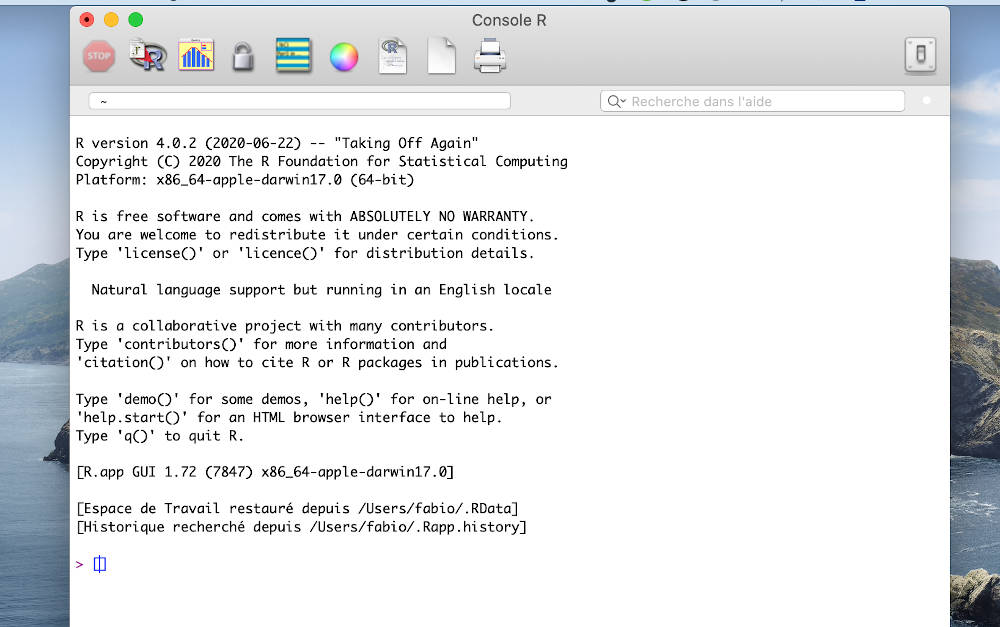 Console R
STOP
R
~
Recherche dans l'aide
R version 4.0.2 (2020-06-22) -- "Taking Off Again"
Copyright (C) 2020 The R Foundation for Statistical Computing
Platform: x86_64-apple-darwin17.0 (64-bit)
R is free software and comes with ABSOLUTELY NO WARRANTY.
You are welcome to redistribute it under certain conditions.
Type 'license()' or 'licence()' for distribution details.
Natural language support but running in an English locale
R is a collaborative project with many contributors.
Type 'contributors()' for more information and
'citation()' on how to cite R or R packages in publications.
Type 'demo()' for some demos, 'help()' for on-line help, or
'help.start()' for an HTML browser interface to help.
Type 'q()' to quit R.
[R.app GUI 1.72 (7847) x86_64-apple-darwin17.0]
[Espace de Travail restauré depuis /Users/fabio/.RData]
[Historique recherché depuis /Users/fabio/.Rapp.history]
>